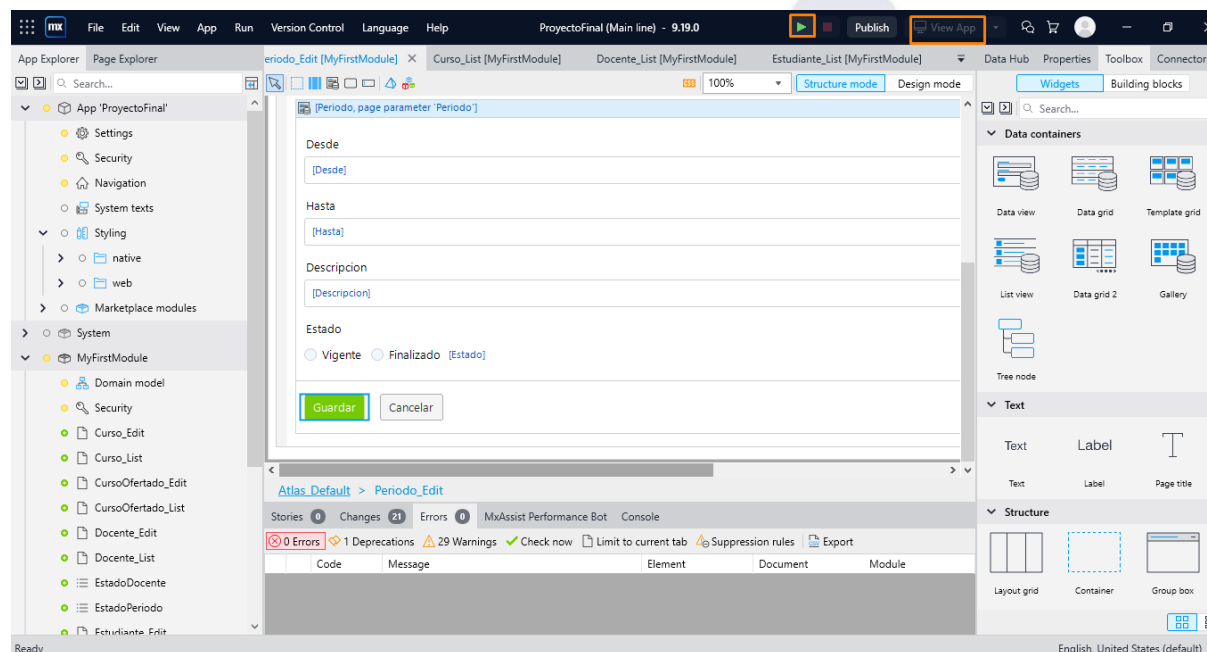 mx File Edit View App Run Version Control Language Help ProyectoFinal (Main line) - 9.19.0 Publish View App
App Explorer Page Explorer
eriodo_Edit [MyFirstModule] Curso_List [MyFirstModule] Docente_List [MyFirstModule] Estudiante_List [MyFirstModule]
Data Hub Properties Toolbox Connector
Search...
100% Structure mode Design mode
Widgets Building blocks
App 'ProyectoFinal'
Settings
Security
Navigation
System texts
Styling
native
web
Marketplace modules
System
MyFirstModule
Domain model
Security
Curso_Edit
Curso_List
CursoOfertado_Edit
CursoOfertado_List
Docente_Edit
Docente_List
EstadoDocente
EstadoPeriodo
Estudiante_Edit
[Periodo, page parameter 'Periodo']
Desde
[Desde]
Hasta
[Hasta]
Descripcion
[Descripcion]
Estado
Vigente Finalizado [Estado]
Guardar Cancelar
Atlas_Default > Periodo_Edit
Stories 0 Changes 21 Errors 0 MxAssist Performance Bot Console
0 Errors 1 Deprecations 29 Warnings Check now Limit to current tab Suppression rules Export
Code Message Element Document Module
Search...
Data containers
Data view Data grid Template grid
List view Data grid 2 Gallery
Tree node
Text
Text Label T
Text Label Page title
Structure
Layout grid Container Group box
Ready English, United States (default)